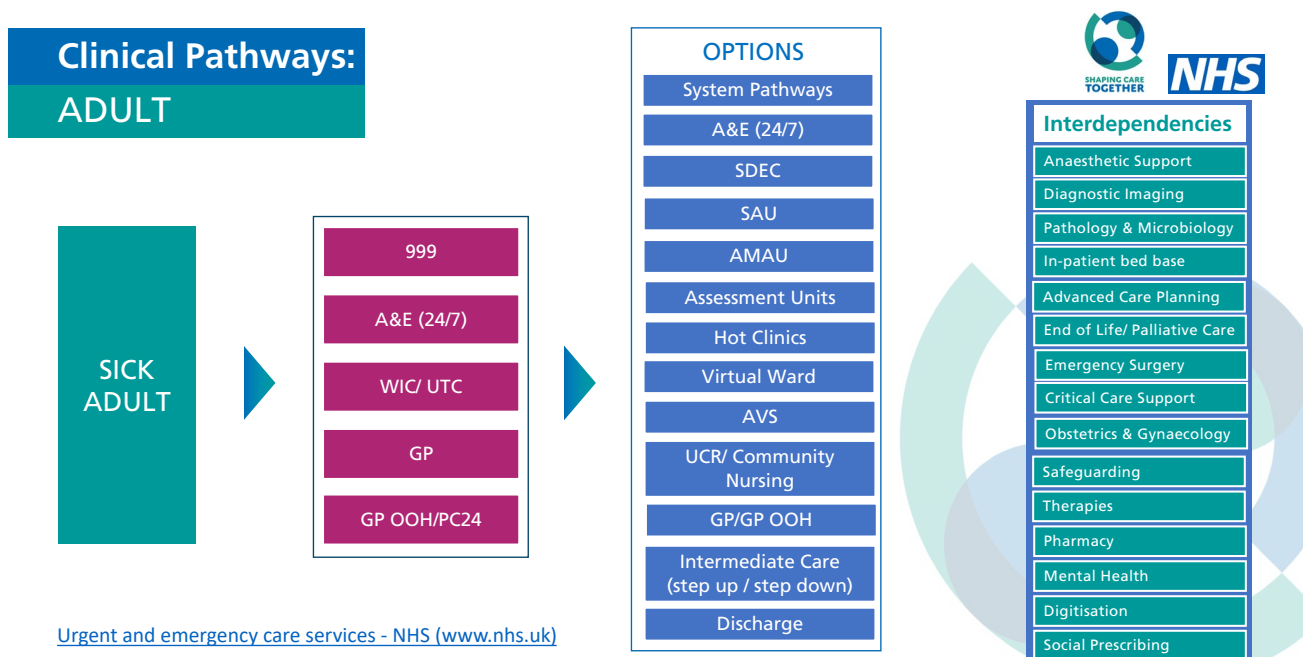 Clinical Pathways:
ADULT
SICK
ADULT
999
A&E (24/7)
WIC/ UTC
GP
GP OOH/PC24
OPTIONS
System Pathways
A&E (24/7)
SDEC
SAU
AMAU
Assessment Units
Hot Clinics
Virtual Ward
AVS
UCR/ Community
Nursing
GP/GP OOH
Intermediate Care
(step up / step down)
Discharge
SHAPING CARE
TOGETHER
NHS
Interdependencies
Anaesthetic Support
Diagnostic Imaging
Pathology & Microbiology
In-patient bed base
Advanced Care Planning
End of Life/ Palliative Care
Emergency Surgery
Critical Care Support
Obstetrics & Gynaecology
Safeguarding
Therapies
Pharmacy
Mental Health
Digitisation
Social Prescribing
Urgent and emergency care services - NHS (www.nhs.uk)